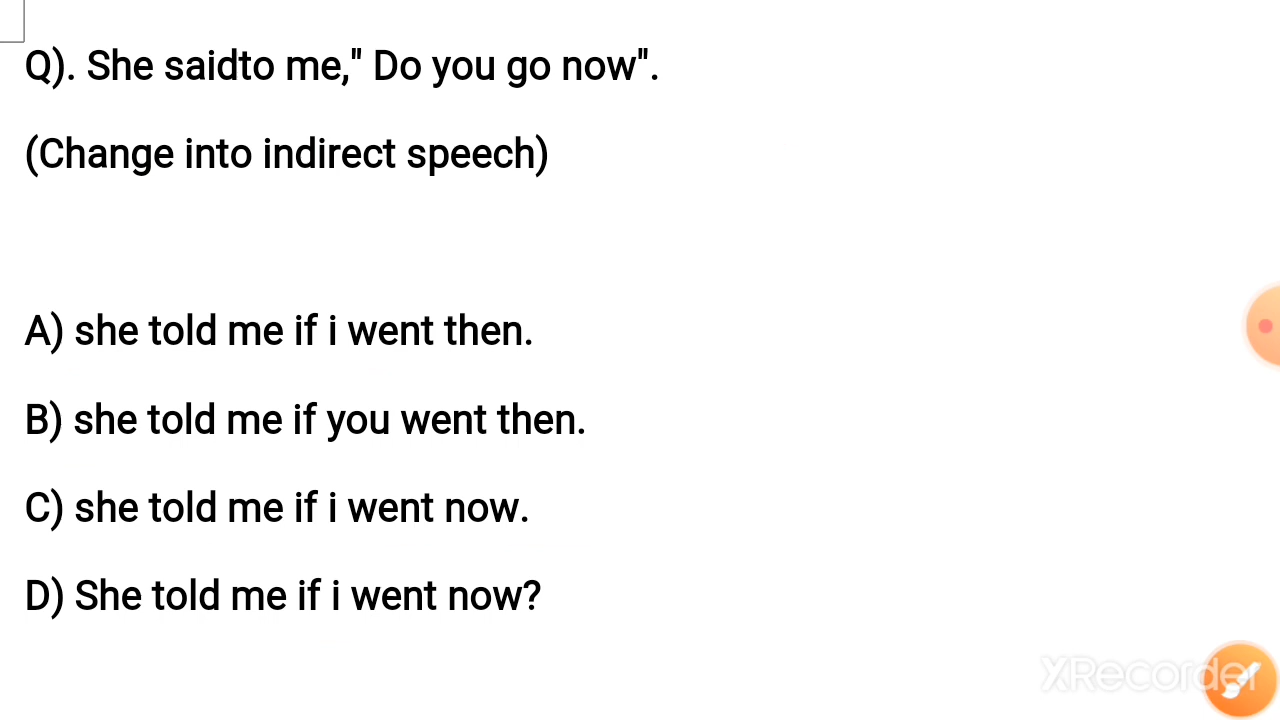 Q). She saidto me," Do you go now".
(Change into indirect speech)
A) she told me if i went then.
B) she told me if you went then.
C) she told me if i went now.
D) She told me if i went now?
XRecorder